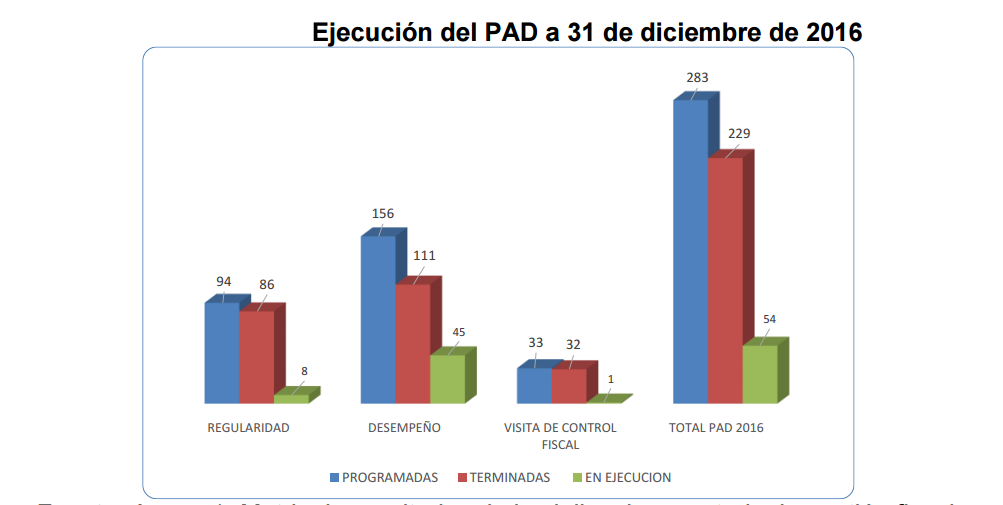 Ejecución del PAD a 31 de diciembre de 2016
283
229
156
111
94
86
54
45
33
32
8
1
REGULARIDAD
DESEMPEÑO
VISITA DE CONTROL
FISCAL
TOTAL PAD 2016
PROGRAMADAS
TERMINADAS
EN EJECUCION